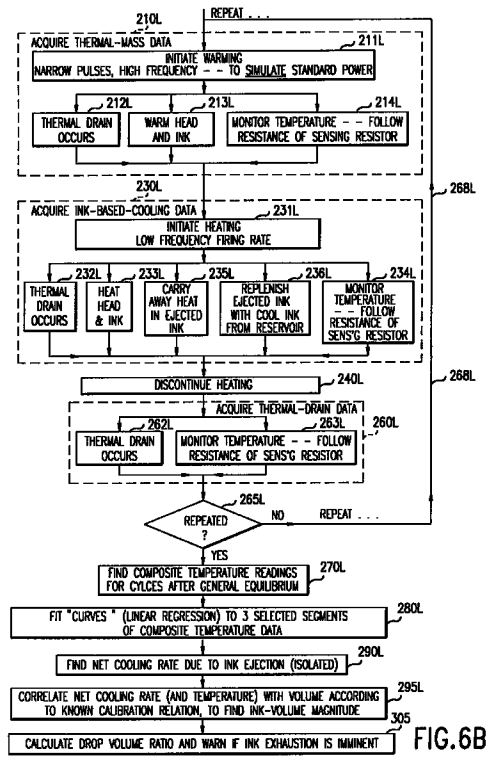 REPEAT . . .
210L
ACQUIRE THERMAL-MASS DATA
211L
INITIATE WARMING
NARROW PULSES, HIGH FREQUENCY -- TO SIMULATE STANDARD POWER
212L
213L
214L
THERMAL DRAIN
OCCURS
WARM HEAD
AND INK
MONITOR TEMPERATURE -- FOLLOW
RESISTANCE OF SENSING RESISTOR
230L
268L
ACQUIRE INK-BASED-COOLING DATA
231L
INITIATE HEATING
LOW FREQUENCY FIRING RATE
232L
233L
235L
236L
234L
THERMAL
DRAIN
OCCURS
HEAT
HEAD
& INK
CARRY
AWAY HEAT
IN EJECTED
INK
REPLENISH
EJECTED INK
WITH COOL INK
FROM RESERVOIR
MONITOR
TEMPERATURE
-- FOLLOW
RESISTANCE OF
SENS'G RESISTOR
240L
268L
DISCONTINUE HEATING
ACQUIRE THERMAL-DRAIN DATA
260L
262L
263L
THERMAL DRAIN
OCCURS
MONITOR TEMPERATURE -- FOLLOW
RESISTANCE OF SENS'G RESISTOR
265L
REPEATED
?
NO
REPEAT . . .
YES
FIND COMPOSITE TEMPERATURE READINGS
FOR CYLCES AFTER GENERAL EQUILIBRIUM
270L
FIT "CURVES " (LINEAR REGRESSION) TO 3 SELECTED SEGMENTS
OF COMPOSITE TEMPERATURE DATA
280L
290L
FIND NET COOLING RATE DUE TO INK EJECTION (ISOLATED)
295L
CORRELATE NET COOLING RATE (AND TEMPERATURE) WITH VOLUME ACCORDING
TO KNOWN CALIBRATION RELATION, TO FIND INK-VOLUME MAGNITUDE
305
CALCULATE DROP VOLUME RATIO AND WARN IF INK EXHAUSTION IS IMMINENT
FIG.6B